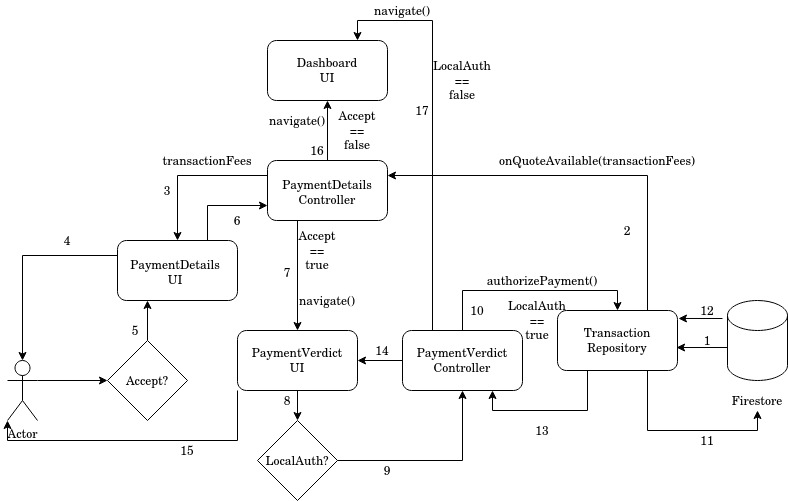 navigate()
Dashboard
UI
LocalAuth
==
false
17
navigate()
Accept
==
false
16
transactionFees
onQuoteAvailable(transactionFees)
3
PaymentDetails
Controller
6
2
4
PaymentDetails
UI
Accept
==
true
7
navigate()
authorizePayment()
10
LocalAuth
==
true
12
1
5
PaymentVerdict
UI
14
PaymentVerdict
Controller
Transaction
Repository
Accept?
Firestore
8
Actor
15
13
11
LocalAuth?
9